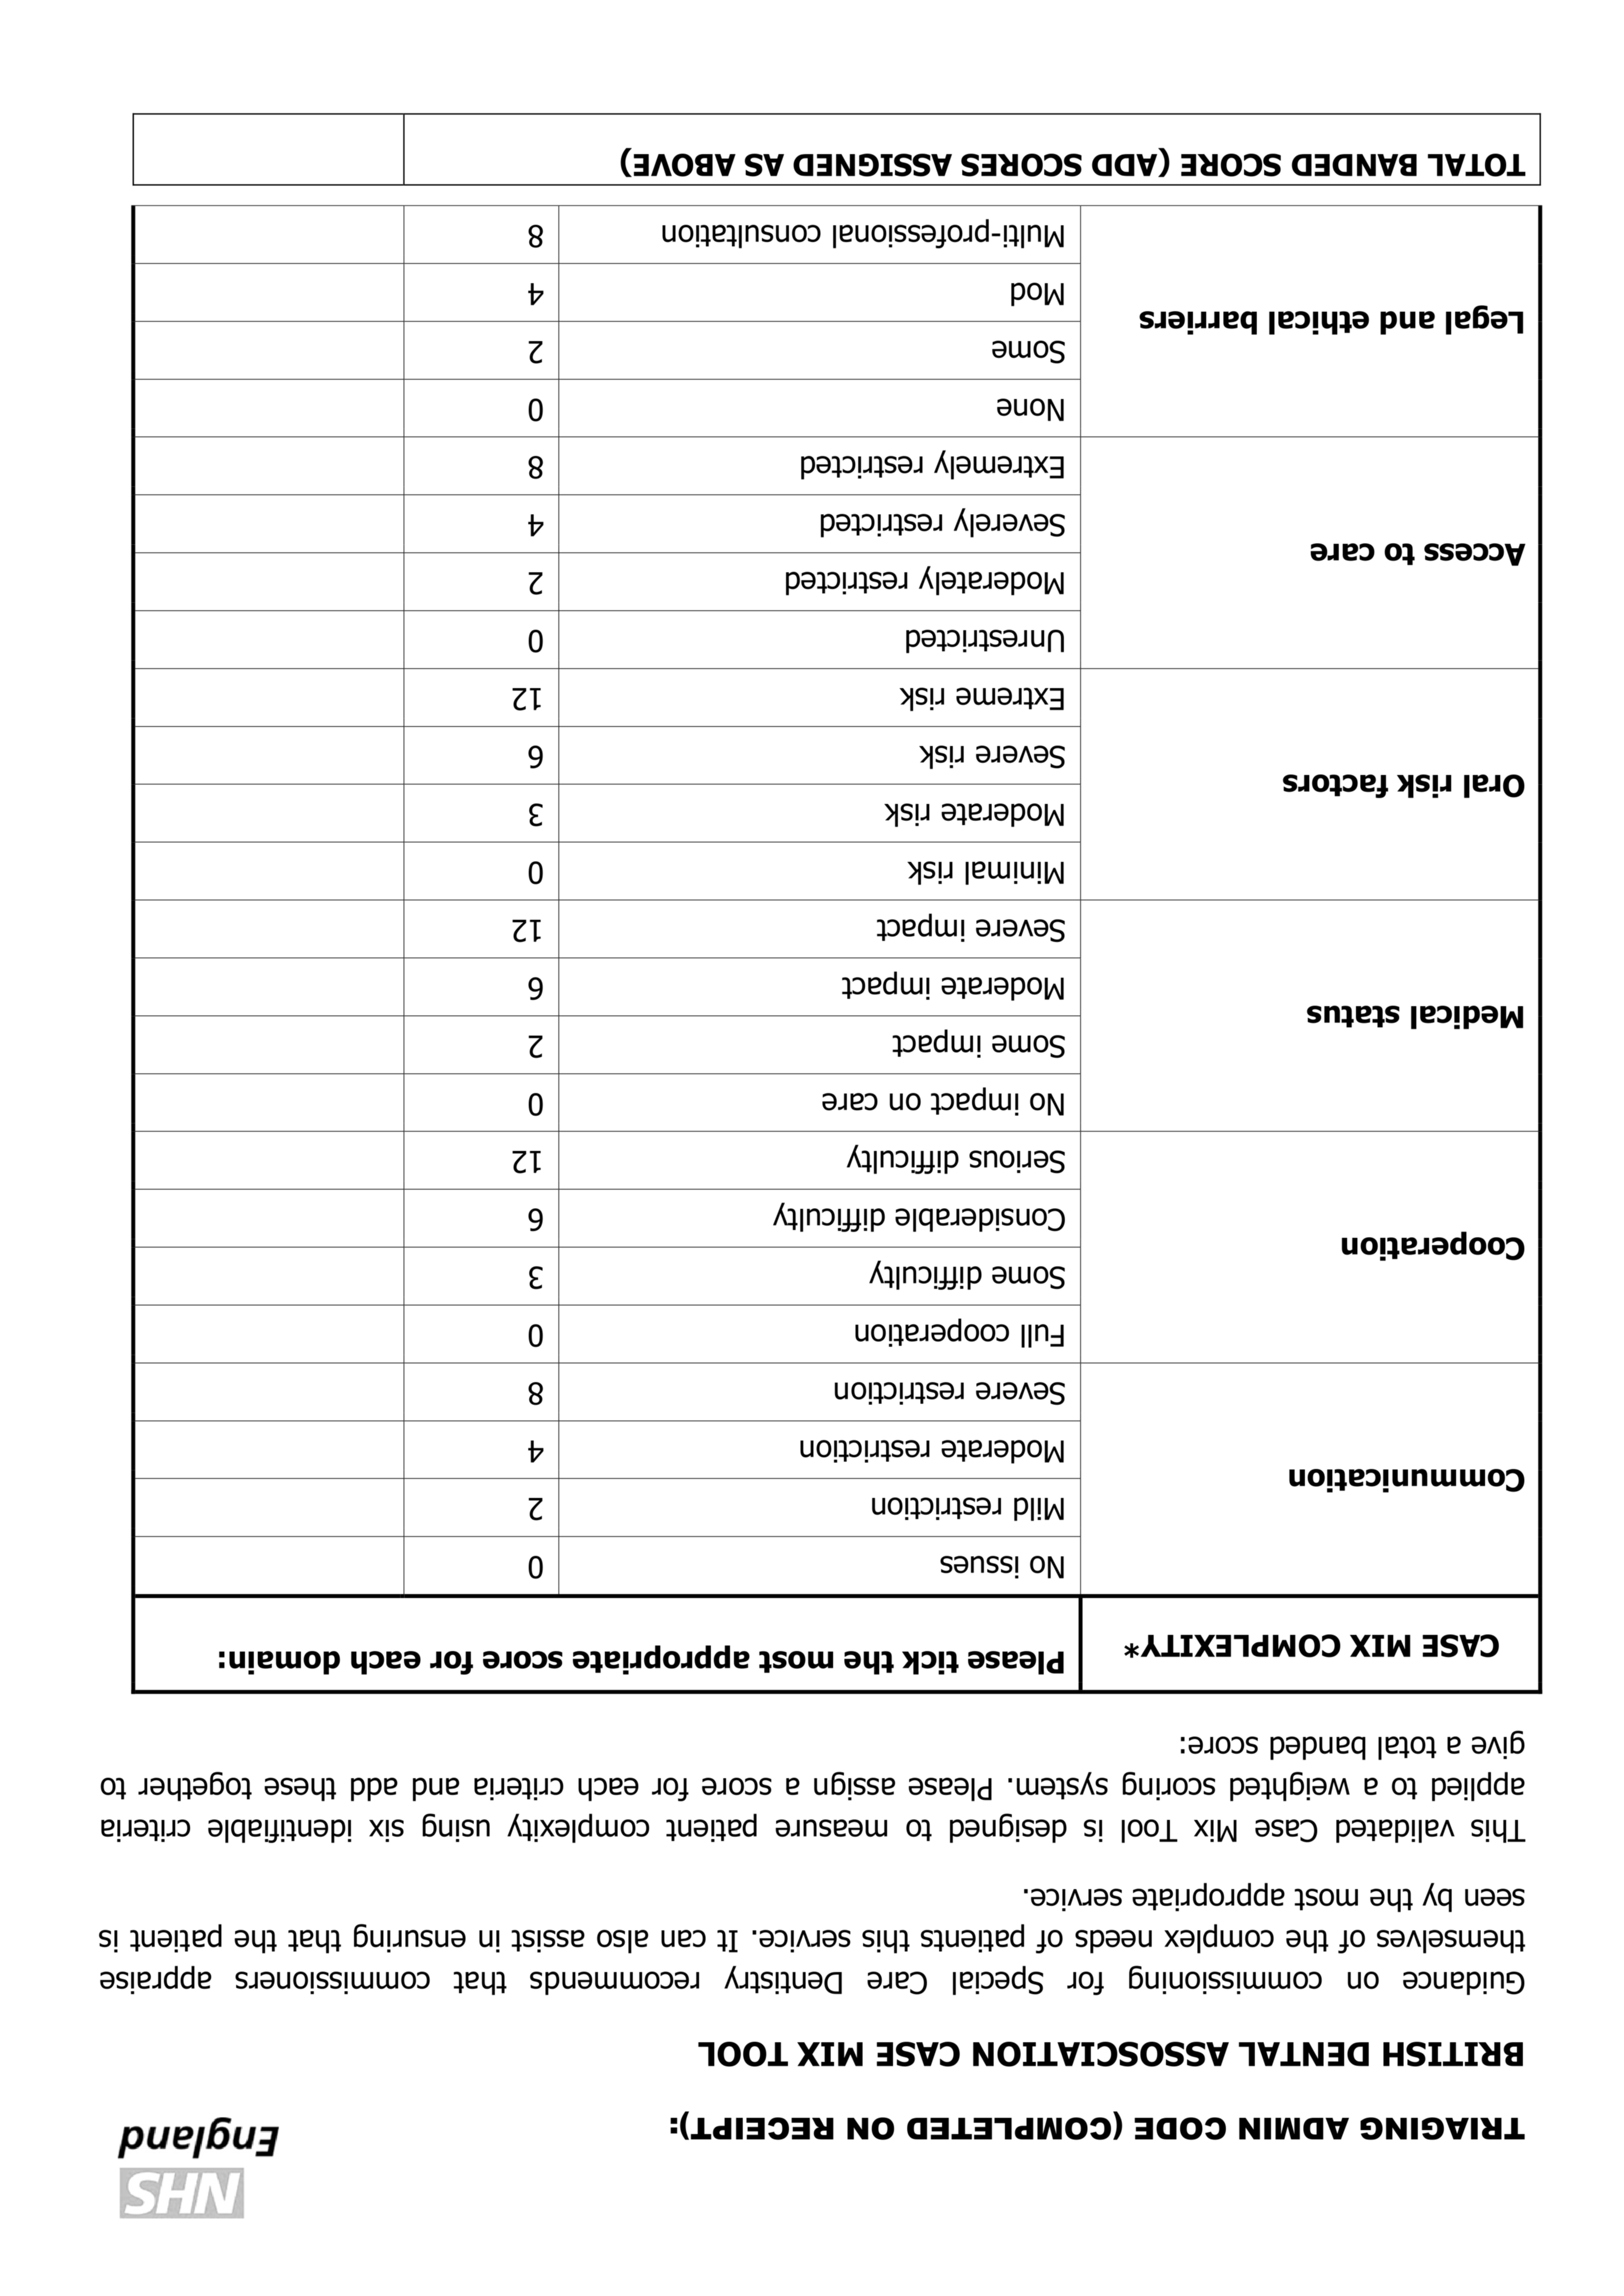 NHS
England
TRIAGING ADMIN CODE (COMPLETED ON RECEIPT):
BRITISH DENTAL ASSOSCIATION CASE MIX TOOL
Guidance on commissioning for Special Care Dentistry recommends that commissioners appraise
themselves of the complex needs of patients this service. It can also assist in ensuring that the patient is
seen by the most appropriate service.
This validated Case Mix Tool is designed to measure patient complexity using six identifiable criteria
applied to a weighted scoring system. Please assign a score for each criteria and add these together to
give a total banded score:
CASE MIX COMPLEXITY* Please tick the most appropriate score for each domain:
Communication
No issues 0
Mild restriction 2
Moderate restriction 4
Severe restriction 8
Cooperation
Full cooperation 0
Some difficulty 3
Considerable difficulty 6
Serious difficulty 12
Medical status
No impact on care 0
Some impact 2
Moderate impact 6
Severe impact 12
Oral risk factors
Minimal risk 0
Moderate risk 3
Severe risk 6
Extreme risk 12
Access to care
Unrestricted 0
Moderately restricted 2
Severely restricted 4
Extremely restricted 8
Legal and ethical barriers
None 0
Some 2
Mod 4
Multi-professional consultation 8
TOTAL BANDED SCORE (ADD SCORES ASSIGNED AS ABOVE)